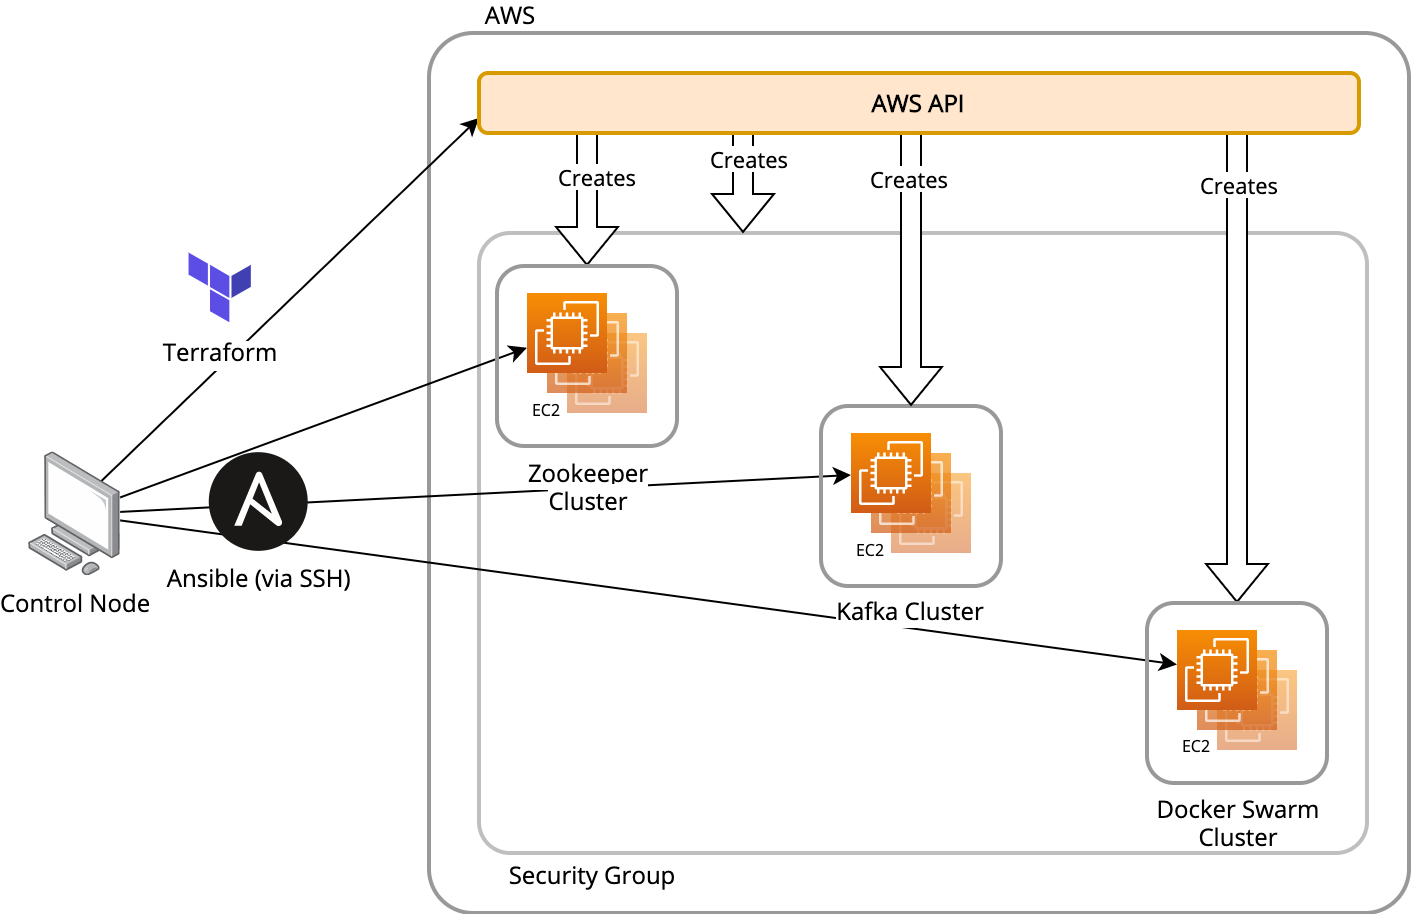 AWS
AWS API
Creates
Creates
Creates
Creates
Terraform
EC2
Zookeeper
Cluster
EC2
Ansible (via SSH)
Control Node
Kafka Cluster
EC2
Docker Swarm
Cluster
Security Group